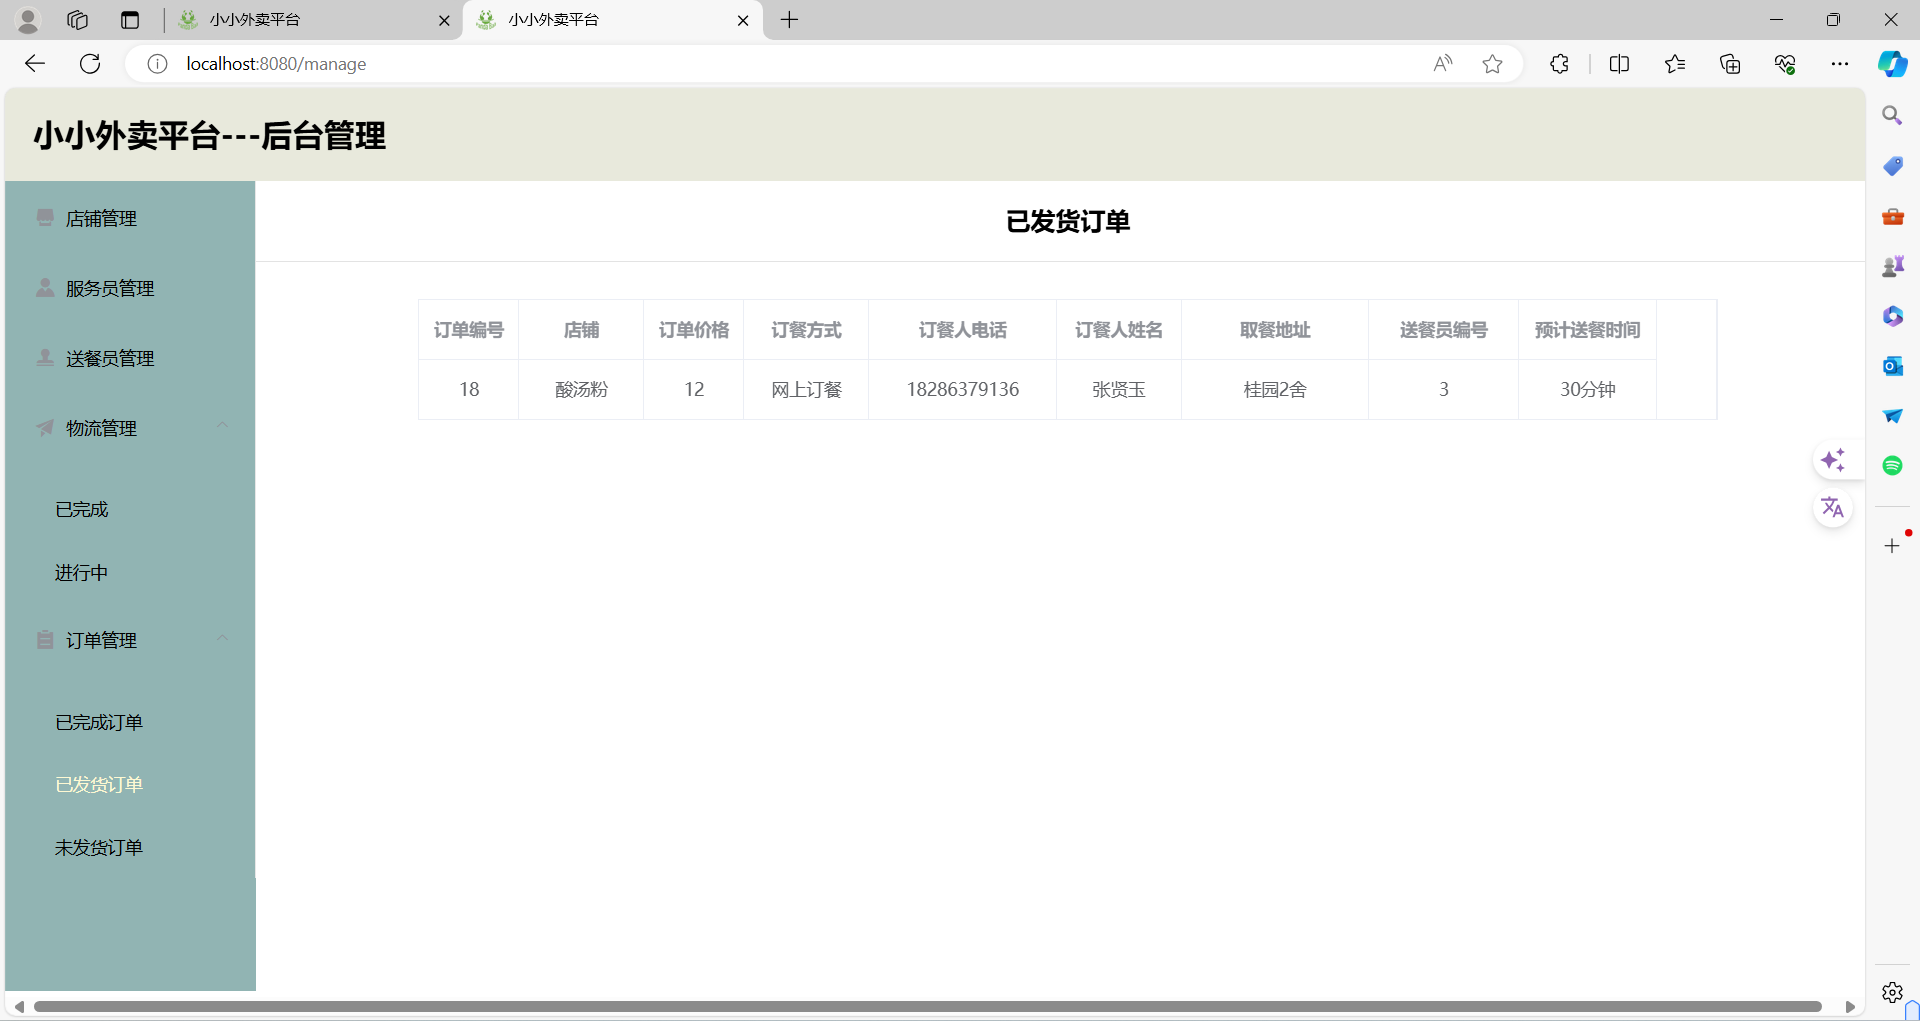 小小外卖平台
小小外卖平台
localhost:8080/manage
小小外卖平台---后台管理
店铺管理
服务员管理
送餐员管理
物流管理
已完成
进行中
订单管理
已完成订单
已发货订单
未发货订单
已发货订单
订单编号 店铺 订单价格 订餐方式 订餐人电话 订餐人姓名 取餐地址 送餐员编号 预计送餐时间
18 酸汤粉 12 网上订餐 18286379136 张贤玉 桂园2舍 3 30分钟